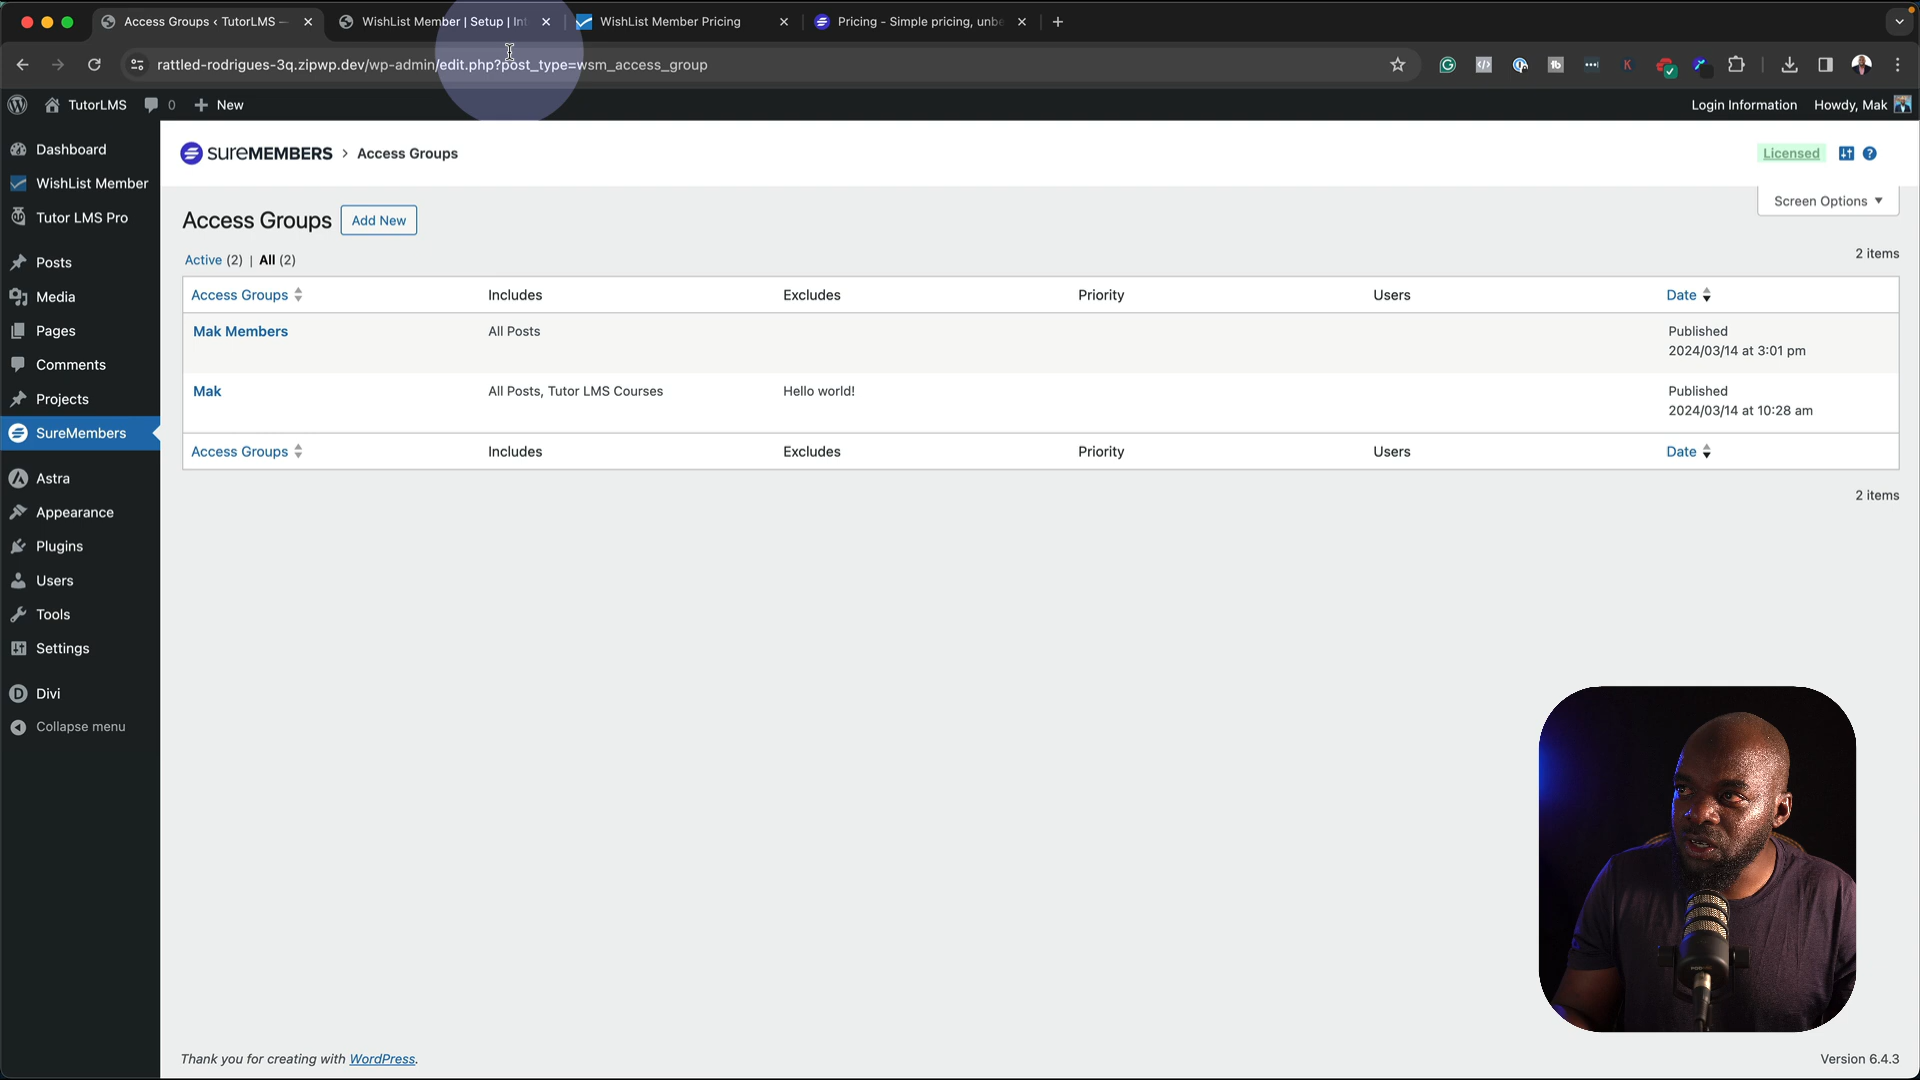 Access Groups ‹ TutorLMS —
WishList Member | Setup | Int
WishList Member Pricing
Pricing - Simple pricing, unbe
rattled-rodrigues-3q.zipwp.dev/wp-admin/edit.php?post_type=wsm_access_group
TutorLMS 0 New
Login Information Howdy, Mak
Dashboard
WishList Member
Tutor LMS Pro
Posts
Media
Pages
Comments
Projects
SureMembers
Astra
Appearance
Plugins
Users
Tools
Settings
Divi
Collapse menu
SureMEMBERS > Access Groups
Licensed
Screen Options
Access Groups Add New
Active (2) | All (2)
2 items
Access Groups Includes Excludes Priority Users Date
Mak Members All Posts Published
2024/03/14 at 3:01 pm
Mak All Posts, Tutor LMS Courses Hello world! Published
2024/03/14 at 10:28 am
Access Groups Includes Excludes Priority Users Date
2 items
Thank you for creating with WordPress.
Version 6.4.3